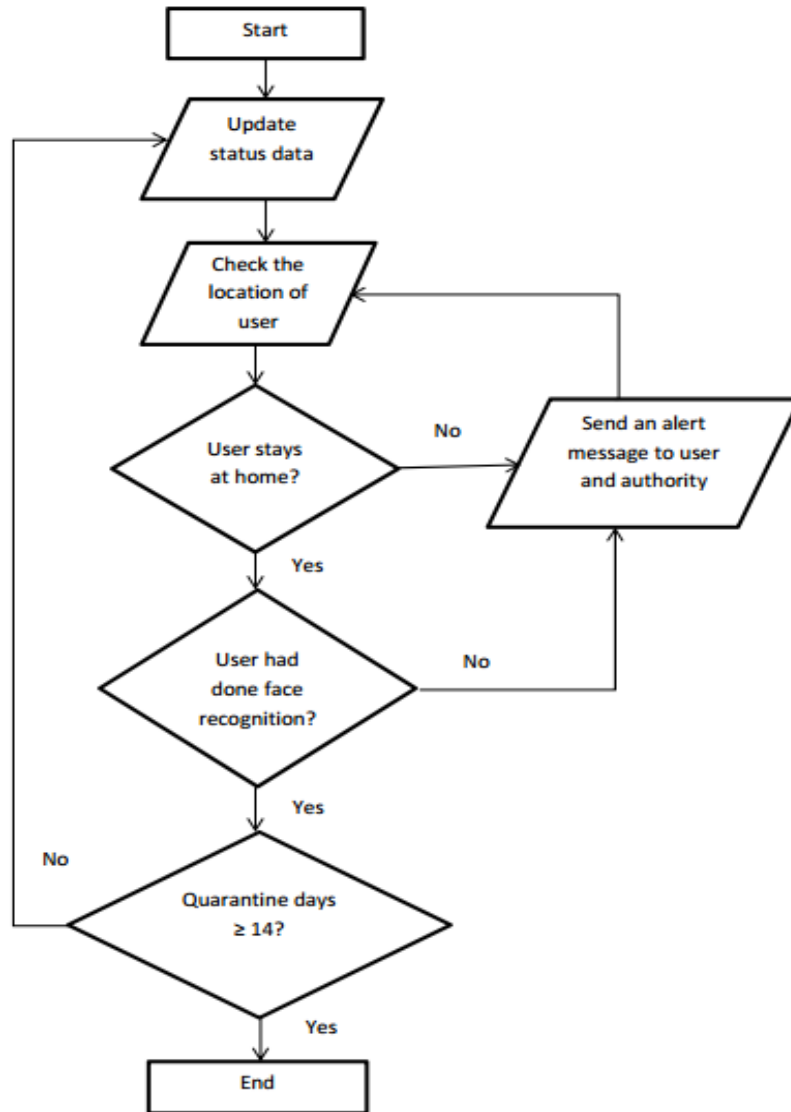 Start
Update
status data
Check the
location of
user
User stays
at home?
No
Send an alert
message to user
and authority
Yes
User had
done face
recognition?
No
Yes
No
Quarantine days
≥ 14?
Yes
End